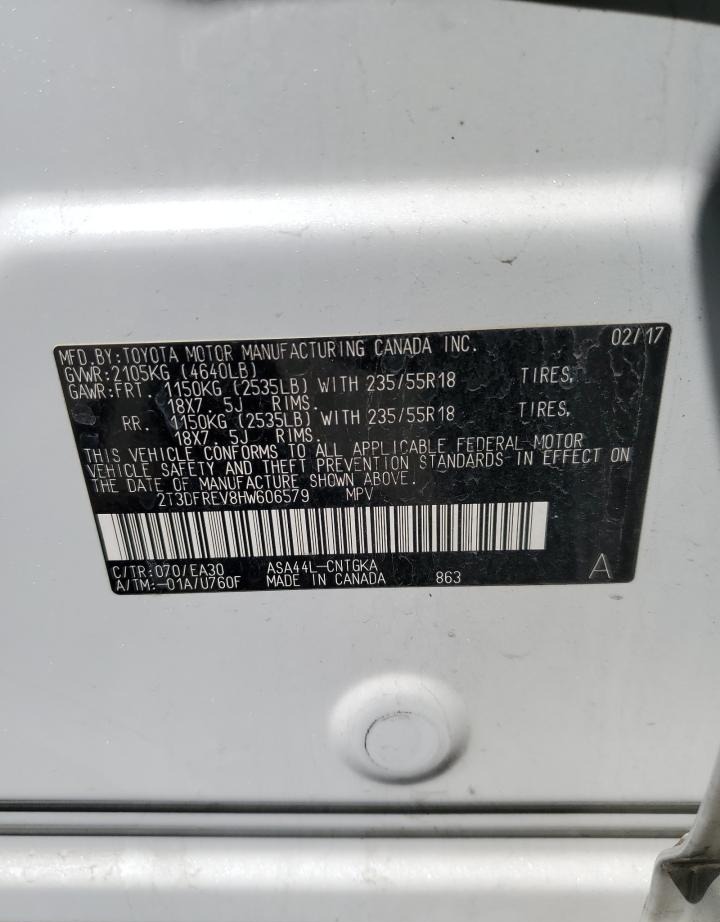 MFD.BY:TOYOTA MOTOR MANUFACTURING CANADA INC. 02/17
GVWR:2105KG (4640LB)
GAWR:FRT. 1150KG (2535LB) WITH 235/55R18 TIRES,
18X7.5J RIMS.
RR. 1150KG (2535LB) WITH 235/55R18 TIRES,
18X7.5J RIMS.
THIS VEHICLE CONFORMS TO ALL APPLICABLE FEDERAL MOTOR
VEHICLE SAFETY AND THEFT PREVENTION STANDARDS IN EFFECT ON
THE DATE OF MANUFACTURE SHOWN ABOVE.
2T3DFREV8HW606579 MPV
C/TR:070/EA30 ASA44L-CNTGKA
A/TM:-01A/U760F MADE IN CANADA 863 A